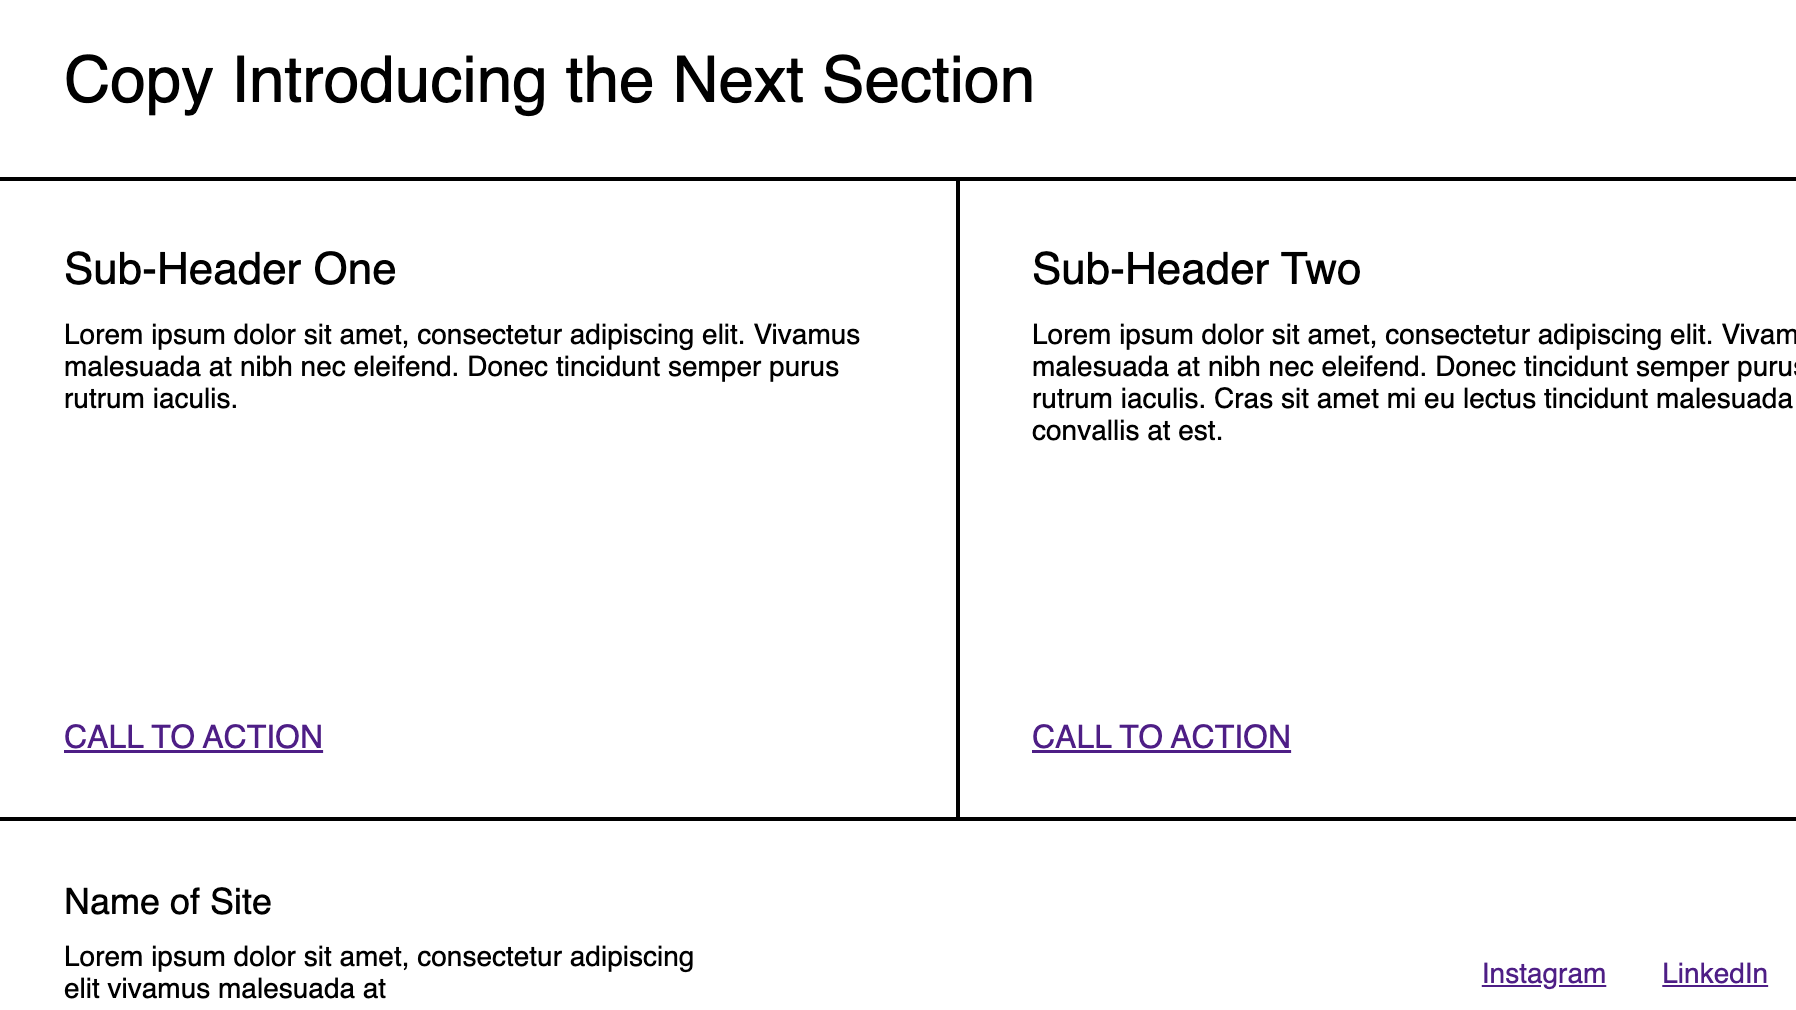 Copy Introducing the Next Section
Sub-Header One
Lorem ipsum dolor sit amet, consectetur adipiscing elit. Vivamus
malesuada at nibh nec eleifend. Donec tincidunt semper purus
rutrum iaculis.
CALL TO ACTION
Sub-Header Two
Lorem ipsum dolor sit amet, consectetur adipiscing elit. Vivam
malesuada at nibh nec eleifend. Donec tincidunt semper purus
rutrum iaculis. Cras sit amet mi eu lectus tincidunt malesuada
convallis at est.
CALL TO ACTION
Name of Site
Lorem ipsum dolor sit amet, consectetur adipiscing
elit vivamus malesuada at
Instagram
LinkedIn